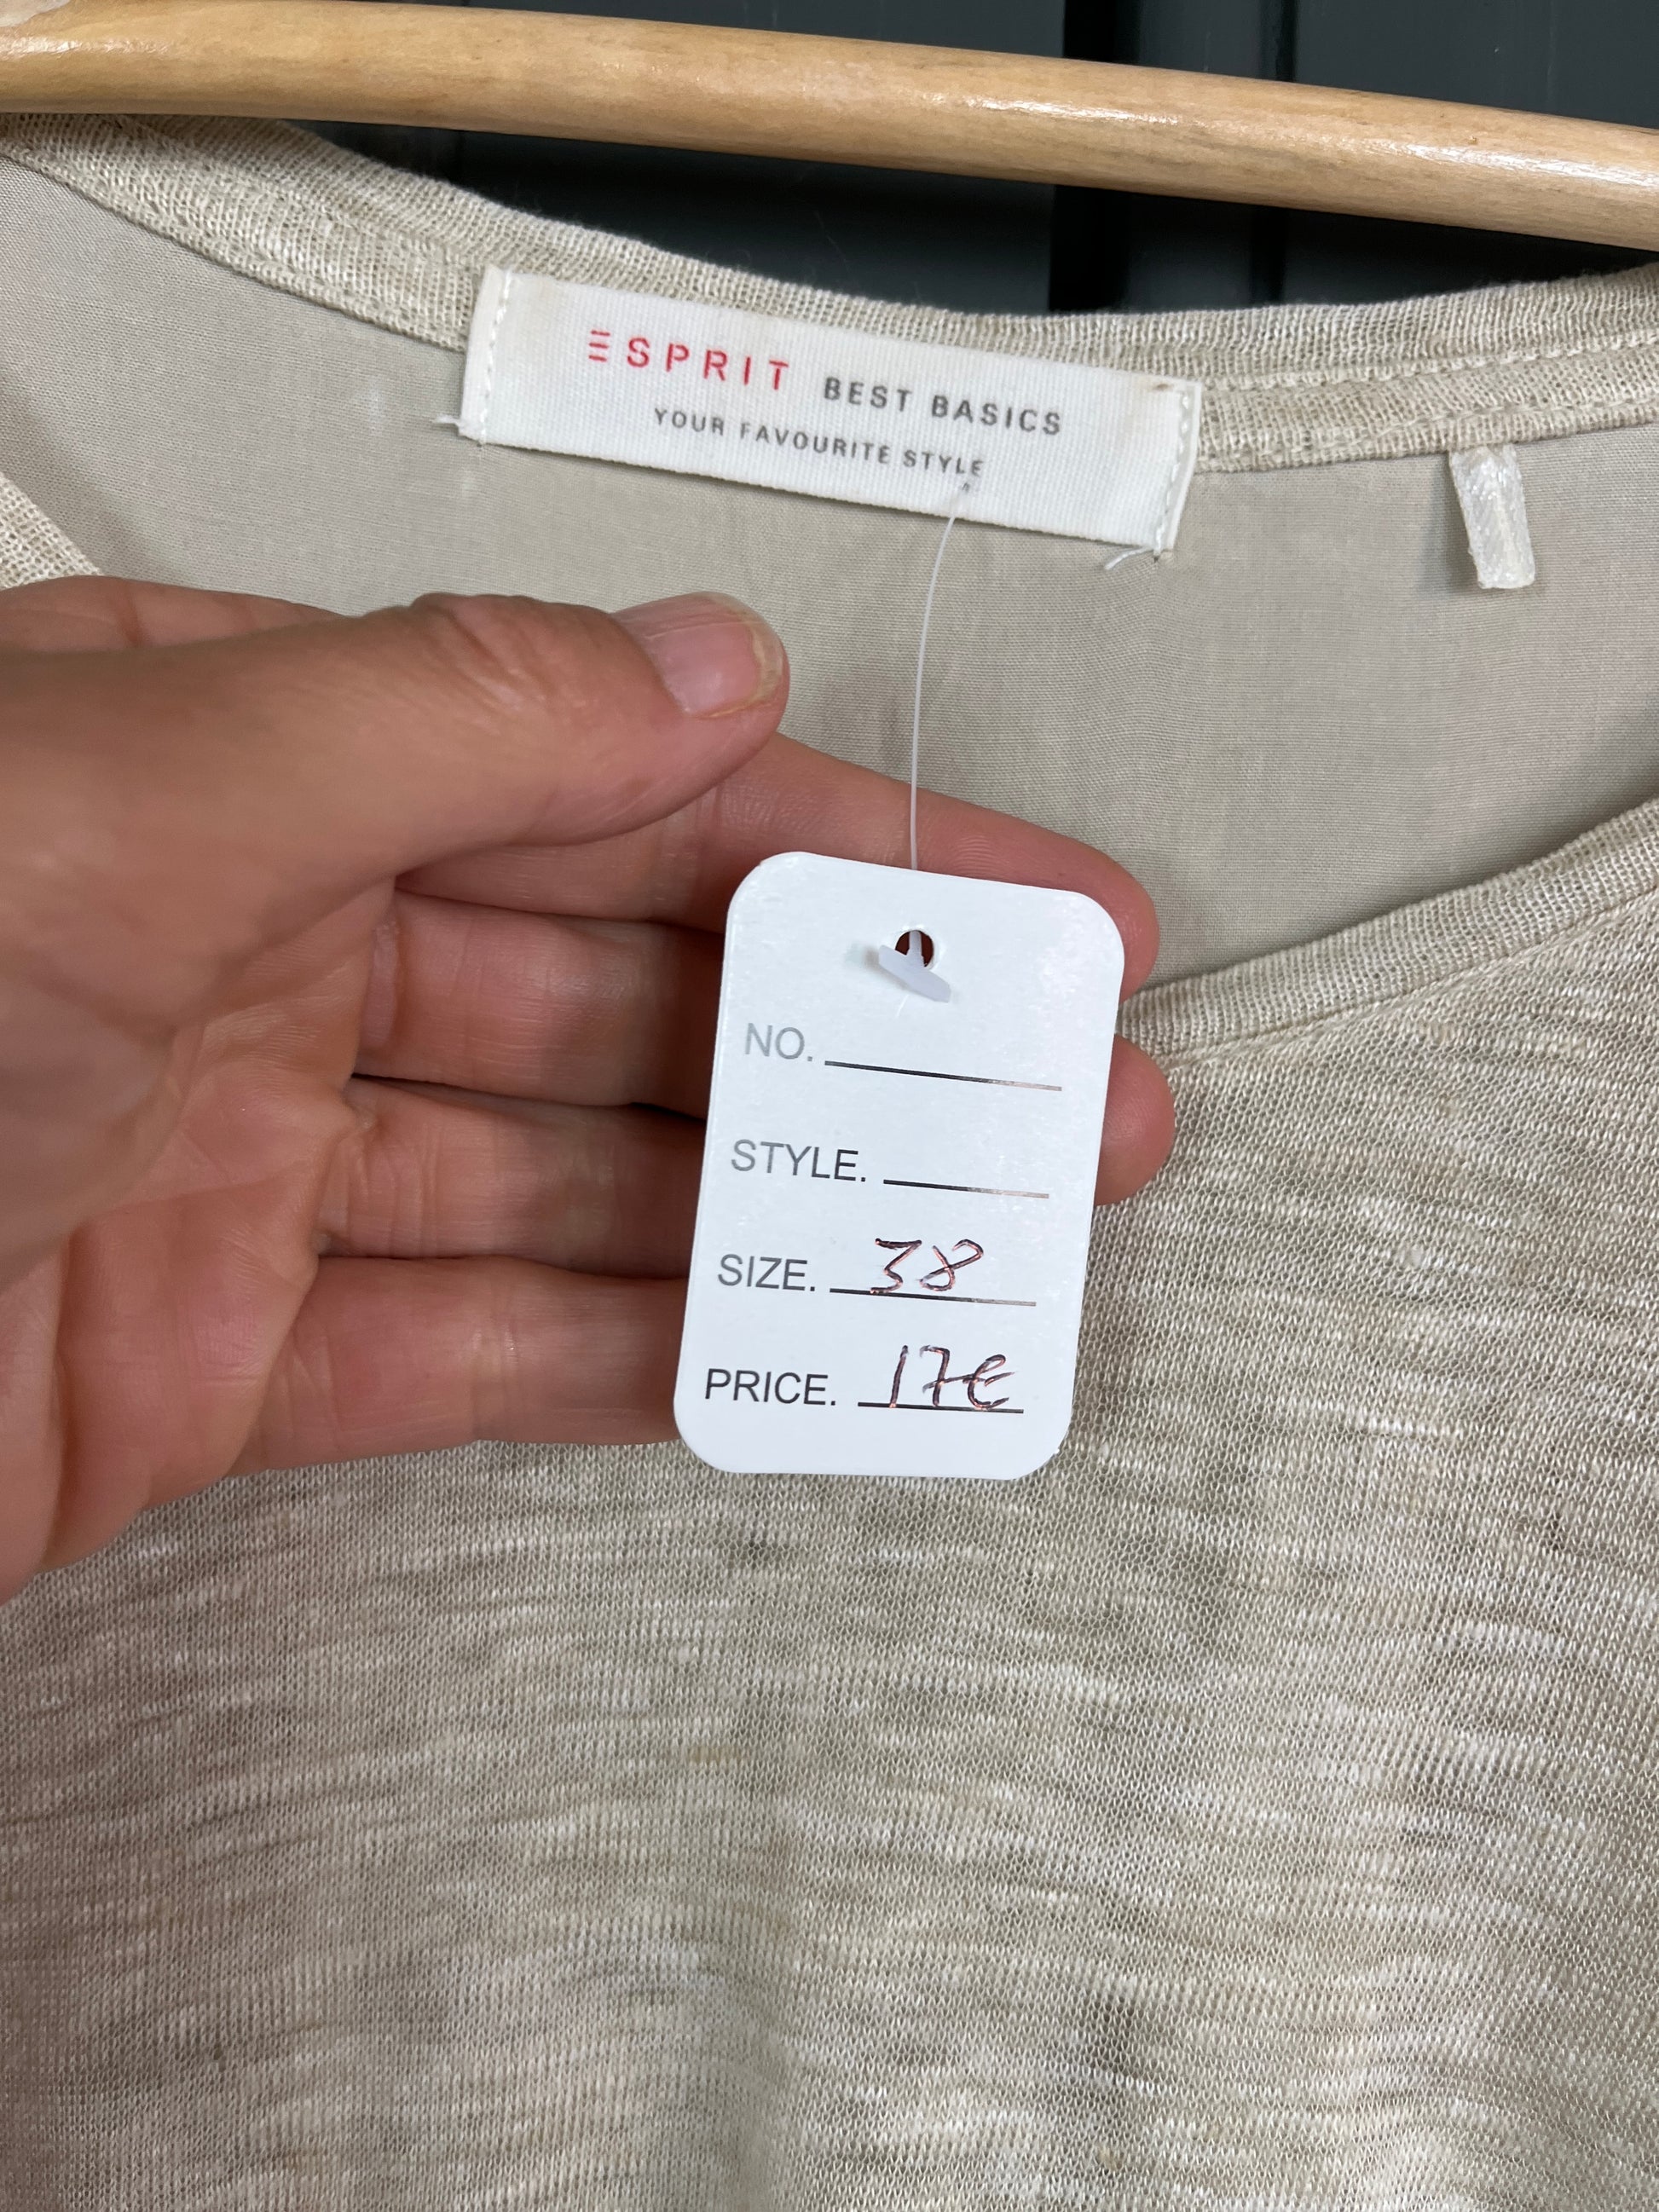 ESPRIT BEST BASICS
YOUR FAVOURITE STYLE
NO.
STYLE.
SIZE. 38
PRICE. 17€